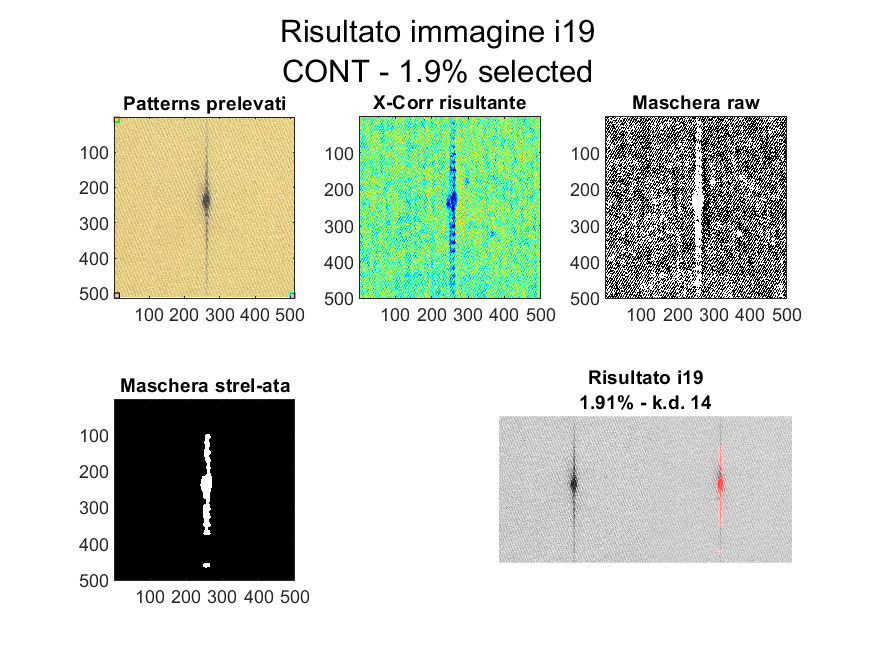 Risultato immagine i19
CONT - 1.9% selected
Patterns prelevati
100
200
300
400
500
100 200 300 400 500
X-Corr risultante
100
200
300
400
500
100 200 300 400 500
Maschera raw
100
200
300
400
500
100 200 300 400 500
Maschera strel-ata
100
200
300
400
500
100 200 300 400 500
Risultato i19
1.91% - k.d. 14